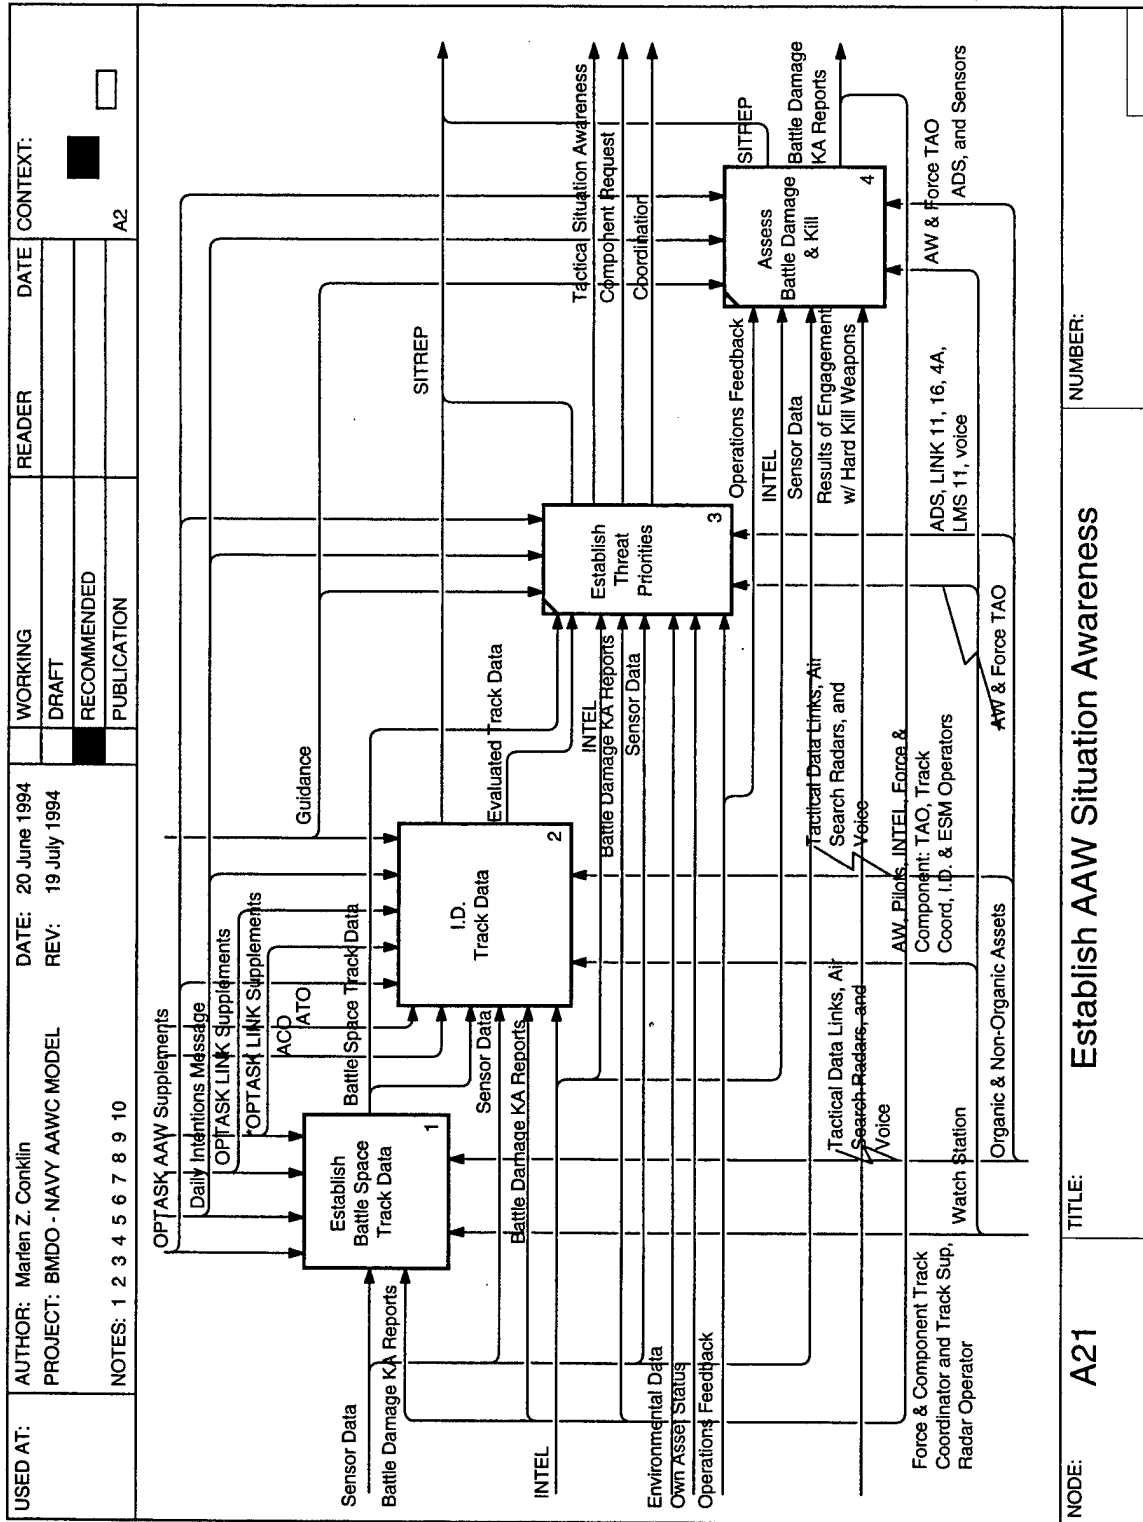 USED AT:
AUTHOR: Marlen Z. Conklin
PROJECT: BMDO - NAVY AAWC MODEL
NOTES: 1 2 3 4 5 6 7 8 9 10
DATE: 20 June 1994
REV: 19 July 1994
WORKING
DRAFT
RECOMMENDED
PUBLICATION
READER
DATE
CONTEXT:
A2
OPTASK AAW Supplements
Daily Intentions Message
OPTASK LINK Supplements
*OPTASK LINK Supplements
ACO
ATO
Guidance
Sensor Data
Battle Damage KA Reports
INTEL
Environmental Data
Own Asset Status
Operations Feedback
Establish
Battle Space
Track Data
1
Battle Space Track Data
Sensor Data
Battle Damage KA Reports
I.D.
Track Data
2
Evaluated Track Data
INTEL
Battle Damage KA Reports
Sensor Data
Establish
Threat
Priorities
3
SITREP
Tactical Situation Awareness
Component Request
Coordination
Operations Feedback
INTEL
Sensor Data
Results of Engagement
w/ Hard Kill Weapons
Assess
Battle Damage
& Kill
4
SITREP
Battle Damage
KA Reports
Force & Component Track
Coordinator and Track Sup,
Radar Operator
Tactical Data Links, Air
Search Radars, and
Voice
Watch Station
Organic & Non-Organic Assets
Tactical Data Links, Air
Search Radars, and
Voice
AW, Pilots, INTEL, Force &
Component: TAO, Track
Coord, I.D. & ESM Operators
AW & Force TAO
ADS, LINK 11, 16, 4A,
LMS 11, voice
AW & Force TAO
ADS, and Sensors
NODE:
A21
TITLE:
Establish AAW Situation Awareness
NUMBER: